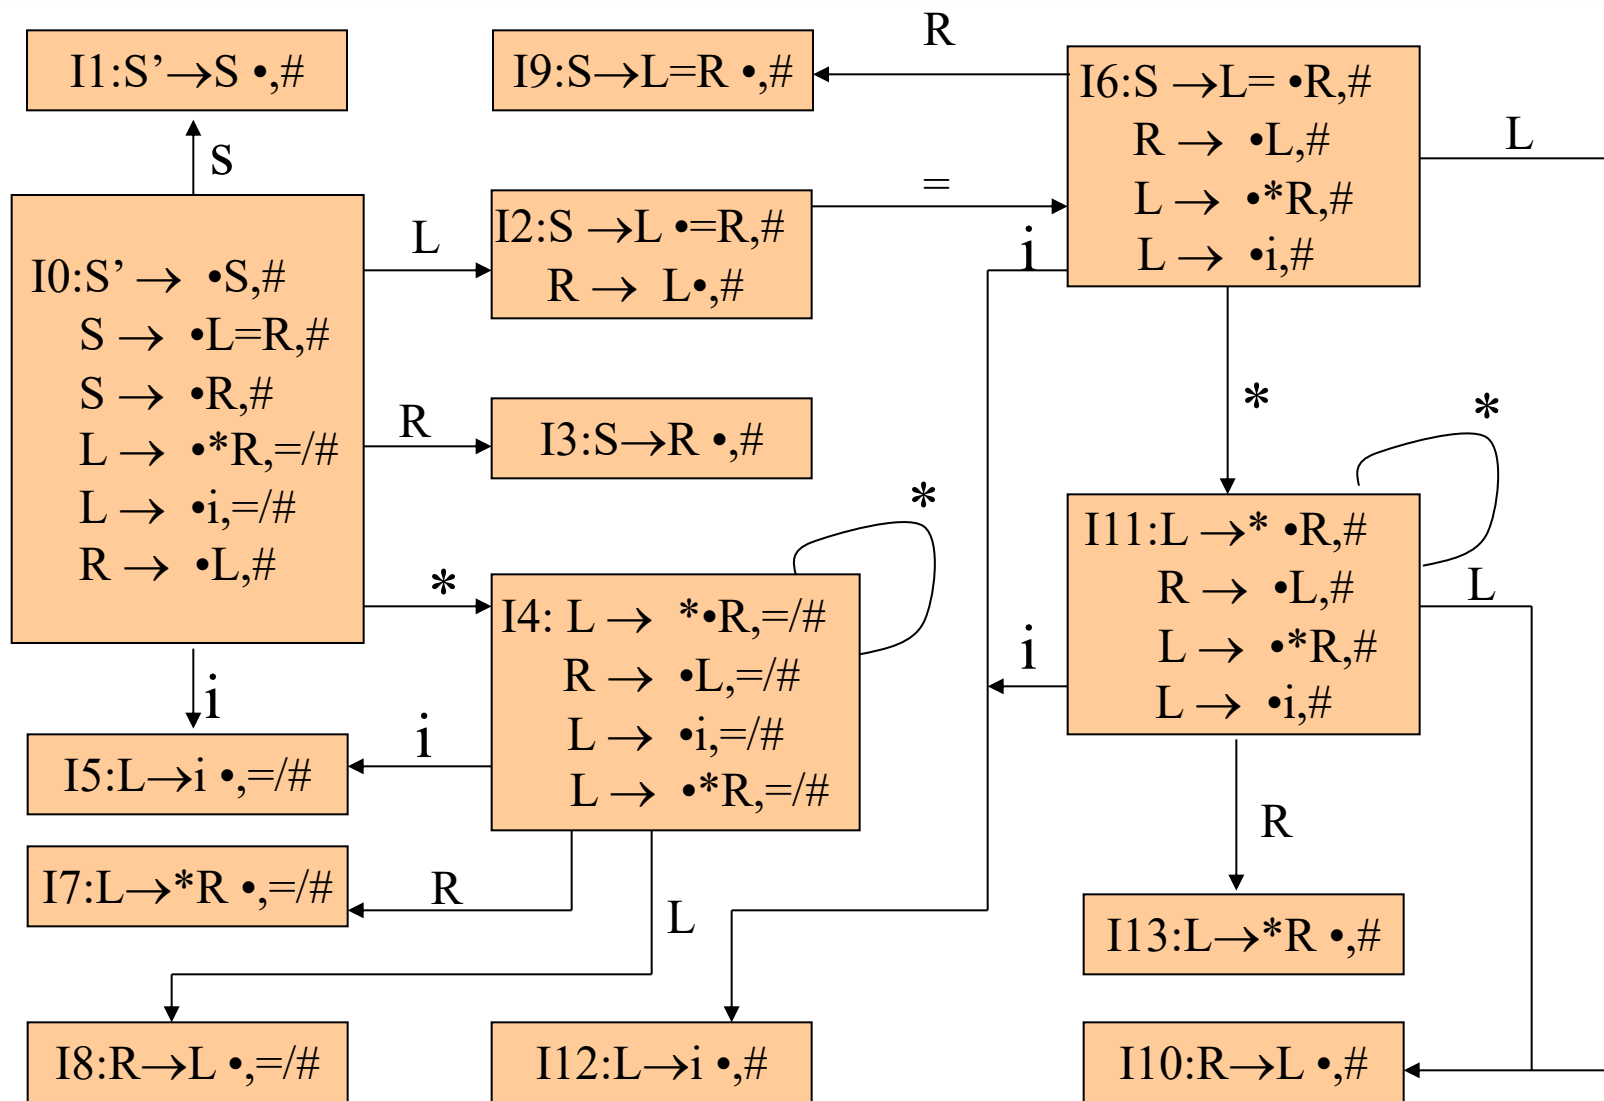 I1:S’→S •,#
s
I0:S’→ •S,#
S → •L=R,#
S → •R,#
L → •*R,=/#
L → •i,=/#
R → •L,#
L
R
*
i
I2:S →L •=R,#
R → L•,#
=
I3:S→R •,#
I4: L → *•R,=/#
R → •L,=/#
L → •i,=/#
L → •*R,=/#
*
i
R
L
I5:L→i •,=/#
I7:L→*R •,=/#
I8:R→L •,=/#
I9:S→L=R •,#
R
I6:S →L= •R,#
R → •L,#
L → •*R,#
L → •i,#
L
i
*
I11:L →* •R,#
R → •L,#
L → •*R,#
L → •i,#
*
L
i
R
I13:L→*R •,#
I12:L→i •,#
I10:R→L •,#